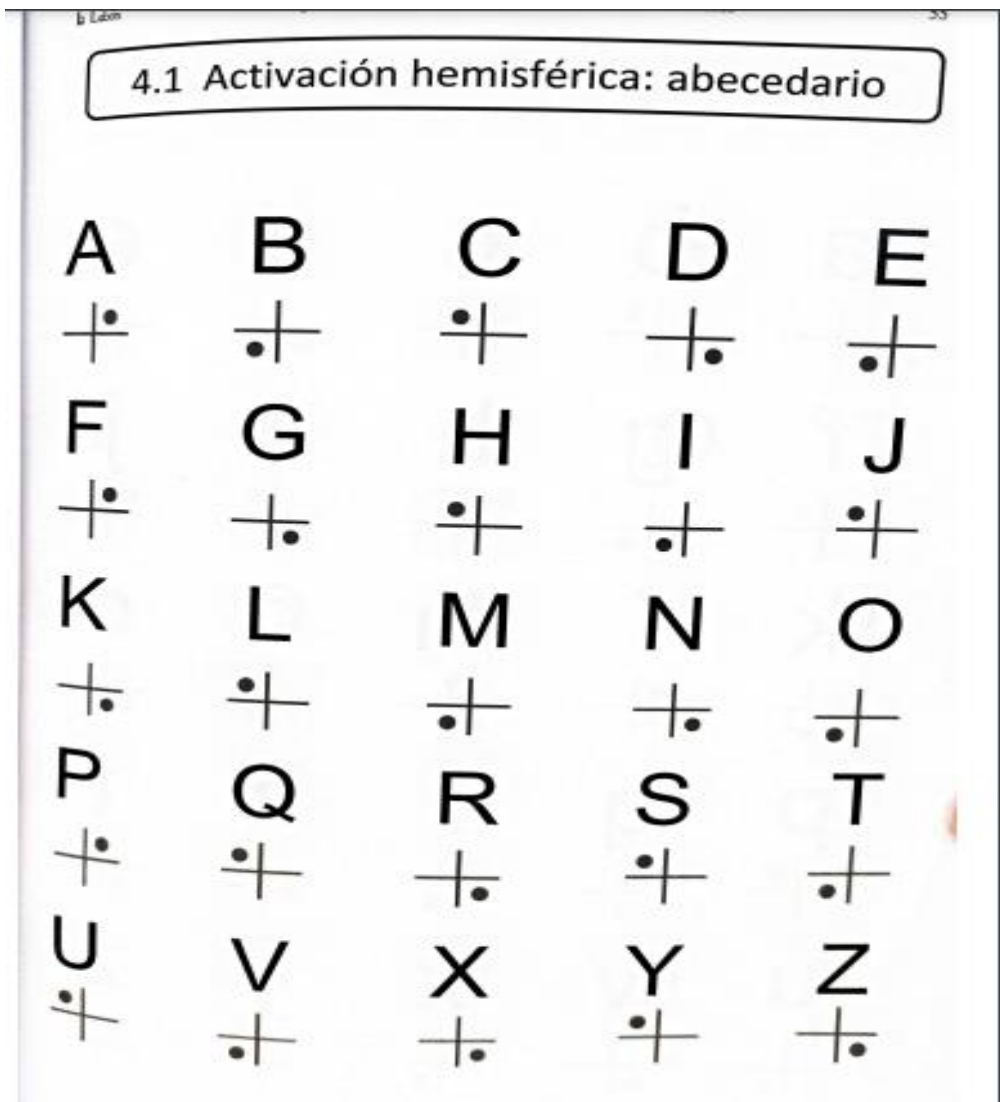 4.1 Activación hemisférica: abecedario
A B C D E
F G H I J
K L M N O
P Q R S T
U V X Y Z